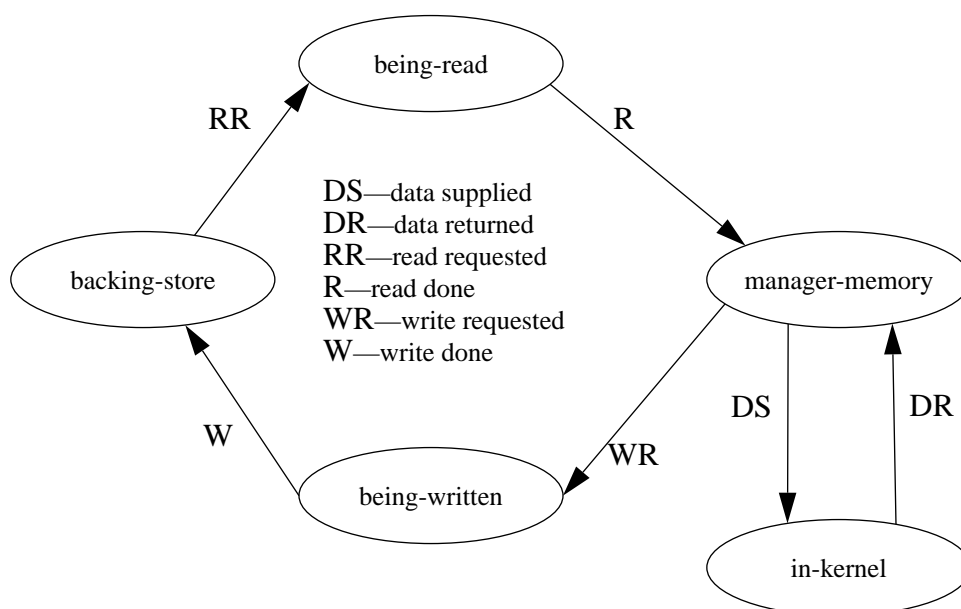 being-read
RR
R
DS—data supplied
DR—data returned
RR—read requested
R—read done
WR—write requested
W—write done
backing-store
manager-memory
DS
DR
W
WR
being-written
in-kernel